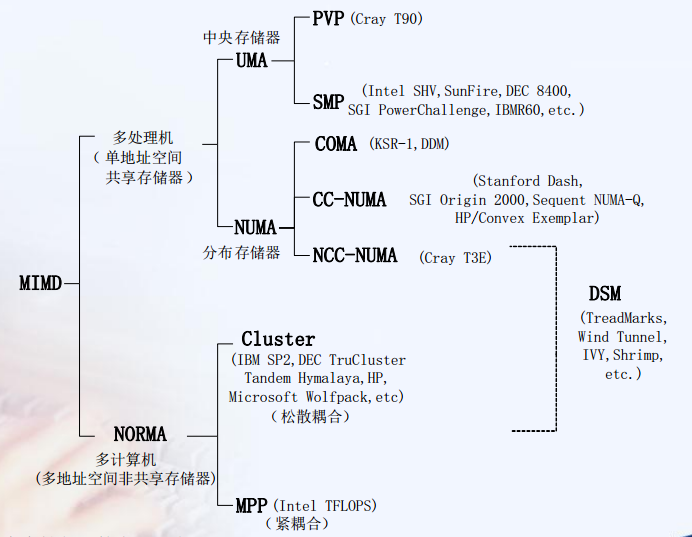 中央存储器
PVP (Cray T90)
UMA
SMP
(Intel SHV,SunFire,DEC 8400,
SGI PowerChallenge,IBMR60,etc.)
多处理机
(单地址空间
共享存储器)
COMA (KSR-1,DDM)
CC-NUMA
(Stanford Dash,
SGI Origin 2000,Sequent NUMA-Q,
HP/Convex Exemplar)
NUMA
分布存储器
NCC-NUMA (Cray T3E)
MIMD
DSM
(TreadMarks,
Wind Tunnel,
IVY,Shrimp,
etc.)
Cluster
(IBM SP2,DEC TruCluster
Tandem Hymalaya,HP,
Microsoft Wolfpack,etc)
(松散耦合)
NORMA
多计算机
(多地址空间非共享存储器)
MPP (Intel TFLOPS)
(紧耦合)